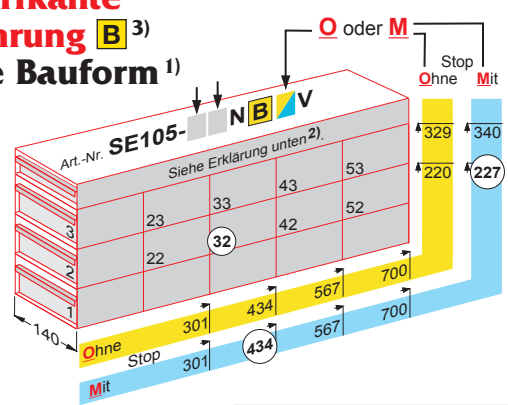 rikante
hrung B 3)
e Bauform 1)
O oder M
Stop
Ohne Mit
Art.-Nr. SE105- N B V
Siehe Erklärung unten 2).
329 340
220 227
23 33 43 53
22 32 42 52
3
2
1
140
Ohne 301 434 567 700
Stop
Mit 301 434 567 700